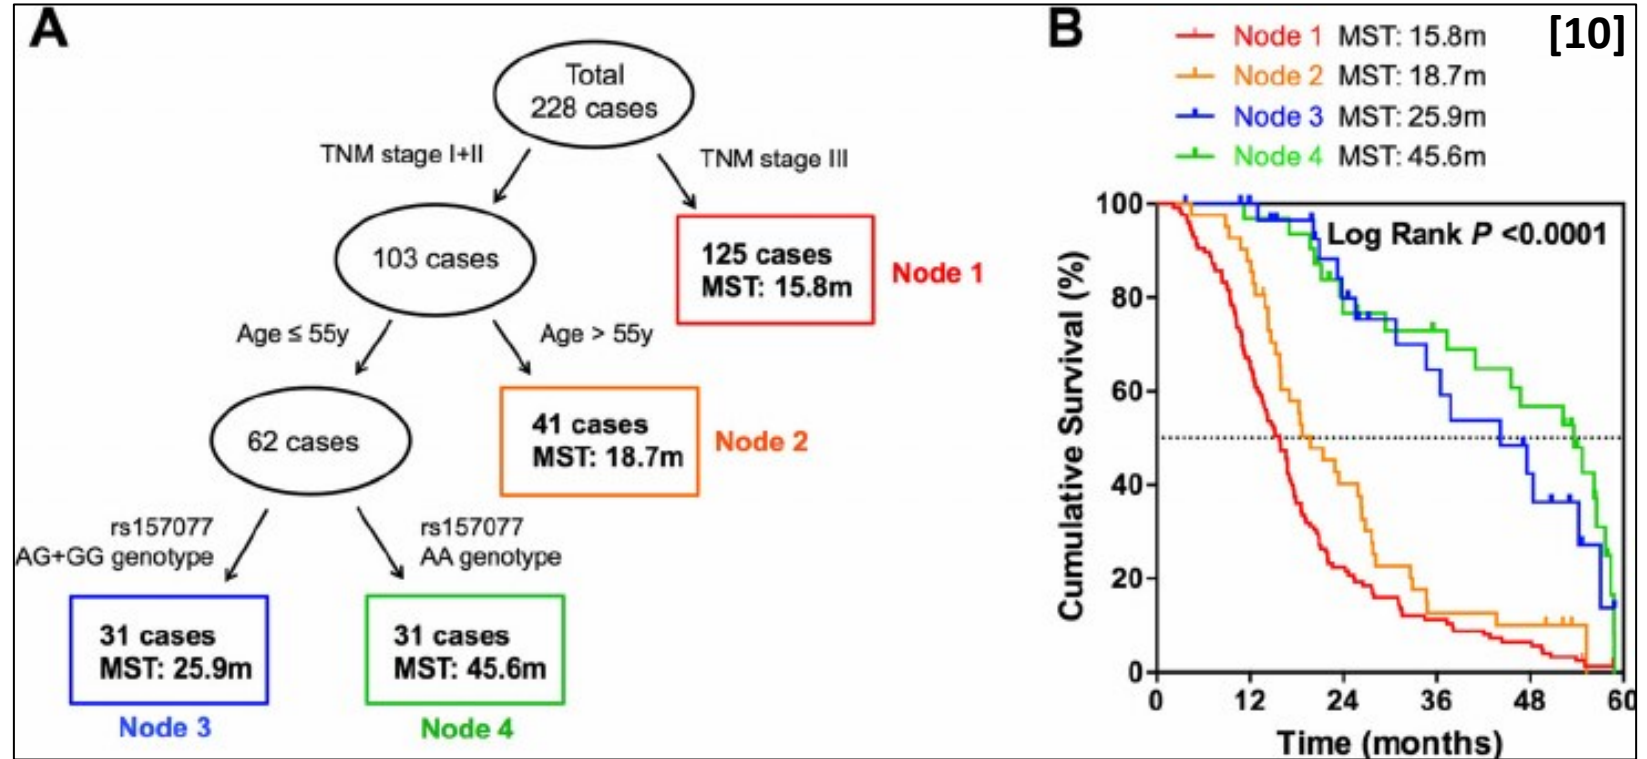 A
Total
228 cases
TNM stage I+II
TNM stage III
103 cases
125 cases
MST: 15.8m
Node 1
Age ≤ 55y
Age > 55y
62 cases
41 cases
MST: 18.7m
Node 2
rs157077
AG+GG genotype
rs157077
AA genotype
31 cases
MST: 25.9m
Node 3
31 cases
MST: 45.6m
Node 4
B
[10]
Node 1 MST: 15.8m
Node 2 MST: 18.7m
Node 3 MST: 25.9m
Node 4 MST: 45.6m
Log Rank P <0.0001
Cumulative Survival (%)
100
80
60
40
20
0
0 12 24 36 48 60
Time (months)